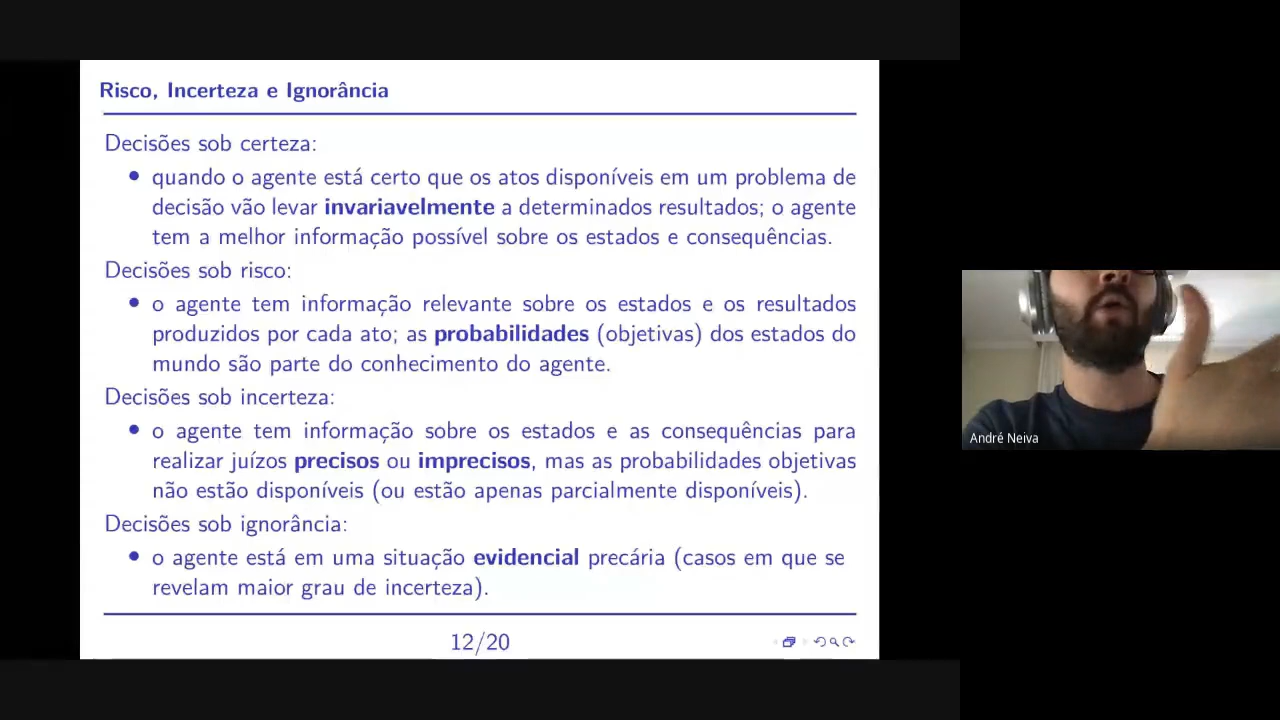 Risco, Incerteza e Ignorância
Decisões sob certeza:
• quando o agente está certo que os atos disponíveis em um problema de
decisão vão levar invariavelmente a determinados resultados; o agente
tem a melhor informação possível sobre os estados e consequências.
Decisões sob risco:
• o agente tem informação relevante sobre os estados e os resultados
produzidos por cada ato; as probabilidades (objetivas) dos estados do
mundo são parte do conhecimento do agente.
Decisões sob incerteza:
• o agente tem informação sobre os estados e as consequências para
realizar juízos precisos ou imprecisos, mas as probabilidades objetivas
não estão disponíveis (ou estão apenas parcialmente disponíveis).
Decisões sob ignorância:
• o agente está em uma situação evidencial precária (casos em que se
revelam maior grau de incerteza).
12/20
André Neiva